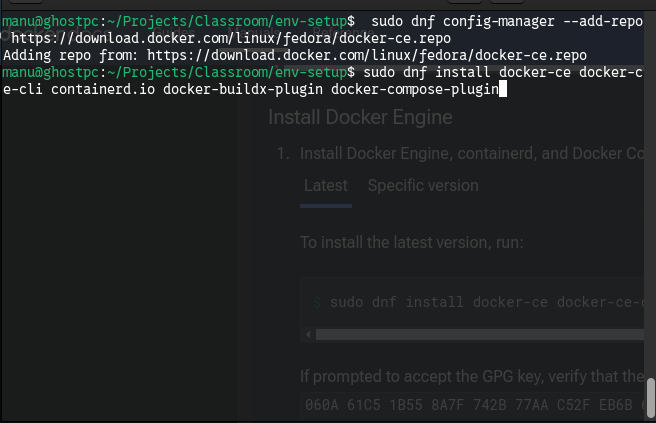 manu@ghostpc:~/Projects/Classroom/env-setup$  sudo dnf config-manager --add-repo
 https://download.docker.com/linux/fedora/docker-ce.repo
Adding repo from: https://download.docker.com/linux/fedora/docker-ce.repo
manu@ghostpc:~/Projects/Classroom/env-setup$ sudo dnf install docker-ce docker-c
e-cli containerd.io docker-buildx-plugin docker-compose-plugin
Install Docker Engine
1. Install Docker Engine, containerd, and Docker Co
Latest Specific version
To install the latest version, run:
$ sudo dnf install docker-ce docker-ce-c
If prompted to accept the GPG key, verify that the
060A 61C5 1B55 8A7F 742B 77AA C52F EB6B